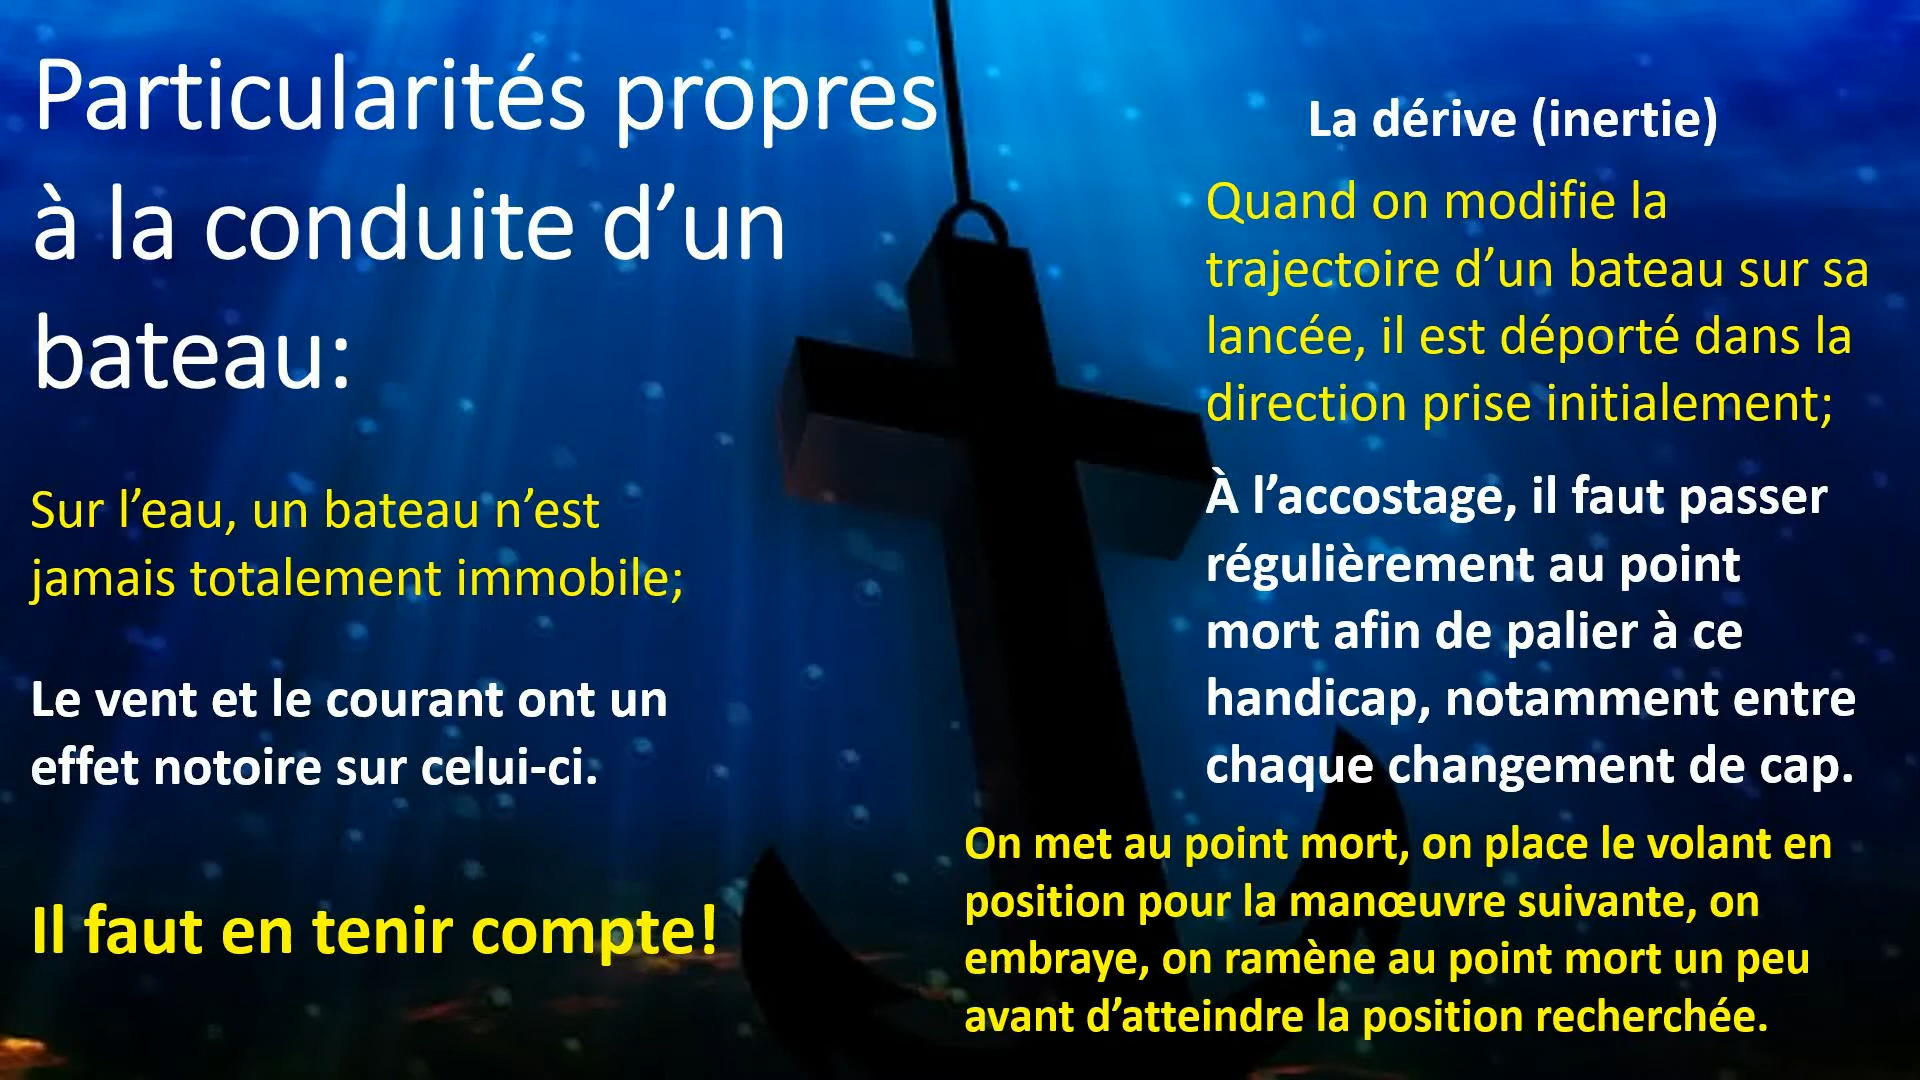 Particularités propres
à la conduite d’un
bateau:
Sur l’eau, un bateau n’est
jamais totalement immobile;
Le vent et le courant ont un
effet notoire sur celui-ci.
Il faut en tenir compte!
La dérive (inertie)
Quand on modifie la
trajectoire d’un bateau sur sa
lancée, il est déporté dans la
direction prise initialement;
À l’accostage, il faut passer
régulièrement au point
mort afin de palier à ce
handicap, notamment entre
chaque changement de cap.
On met au point mort, on place le volant en
position pour la manœuvre suivante, on
embraye, on ramène au point mort un peu
avant d’atteindre la position recherchée.